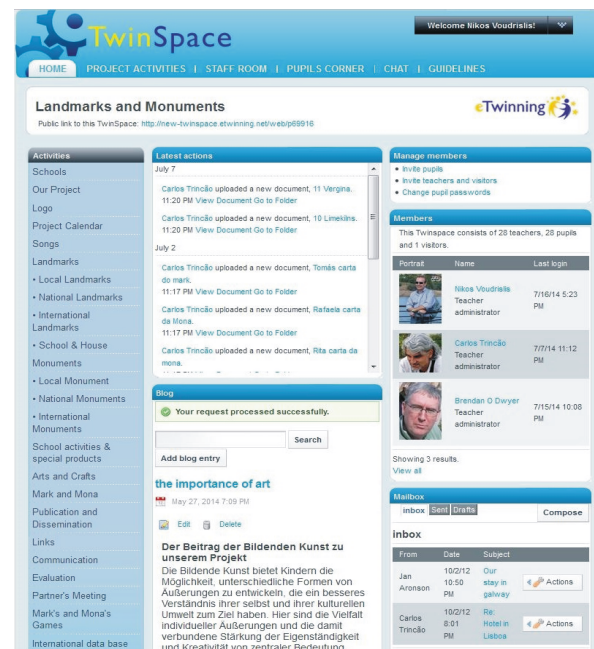 Welcome Nikos Voudrislis!
TwinSpace
HOME PROJECT ACTIVITIES | STAFF ROOM | PUPILS CORNER | CHAT | GUIDELINES
Landmarks and Monuments
Public link to this TwinSpace: http://new-twinspace.etwinning.net/web/p69916
eTwinning
Activities
Schools
Our Project
Logo
Project Calendar
Songs
Landmarks
• Local Landmarks
• National Landmarks
• International
Landmarks
• School & House
Monuments
• Local Monument
• National Monuments
• International
Monuments
School activities &
special products
Arts and Crafts
Mark and Mona
Publication and
Dissemination
Links
Communication
Evaluation
Partner's Meeting
Mark's and Mona's
Games
International data base
Latest actions
July 7
Carlos Trincão uploaded a new document, 11 Vergina.
11:20 PM View Document Go to Folder
Carlos Trincão uploaded a new document, 10 Limekilns.
11:20 PM View Document Go to Folder
July 2
Carlos Trincão uploaded a new document, Tomás carta
do mark.
11:17 PM View Document Go to Folder
Carlos Trincão uploaded a new document, Rafaela carta
da Mona.
11:17 PM View Document Go to Folder
Carlos Trincão uploaded a new document, Rita carta da
mona.
Blog
Your request processed successfully.
Search
Add blog entry
the importance of art
May 27, 2014 7:09 PM
Edit Delete
Der Beitrag der Bildenden Kunst zu
unserem Projekt
Die Bildende Kunst bietet Kindern die
Möglichkeit, unterschiedliche Formen von
Äußerungen zu entwickeln, die ein besseres
Verständnis ihrer selbst und ihrer kulturellen
Umwelt zum Ziel haben. Hier sind die Vielfalt
individueller Äußerungen und die damit
verbundene Stärkung der Eigenständigkeit
und Kreativität von zentraler Bedeutung
Manage members
• Invite pupils
• Invite teachers and visitors
• Change pupil passwords
Members
This Twinspace consists of 28 teachers, 28 pupils
and 1 visitors.
Portrait Name Last login
Nikos Voudrislis
Teacher
administrator
7/16/14 5:23
PM
Carlos Trincão
Teacher
administrator
7/7/14 11:12
PM
Brendan O Dwyer
Teacher
administrator
7/15/14 10:08
PM
Showing 3 results.
View all
Mailbox
inbox Sent Drafts Compose
inbox
From Date Subject
Jan
Aronson
10/2/12
10:50
PM
Our
stay in
galway
Actions
Carlos
Trincão
10/2/12
8:01
PM
Re:
Hotel in
Lisboa
Actions